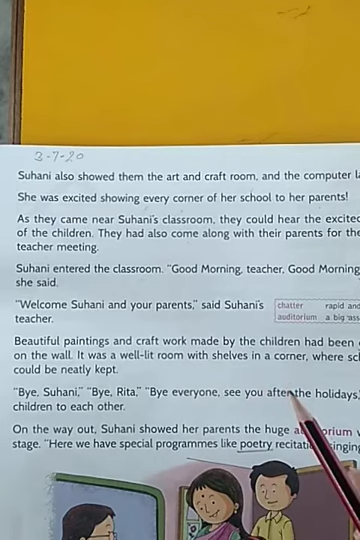 3-7-20
Suhani also showed them the art and craft room, and the computer
She was excited showing every corner of her school to her parents!
As they came near Suhani's classroom, they could hear the
of the children. They had also come along with their parents for the
teacher meeting.
Suhani entered the classroom. "Good Morning, teacher, Good Morning
she said.
"Welcome Suhani and your parents," said Suhani's
teacher.
chatter rapid and
auditorium a big
Beautiful paintings and craft work made by the children had been
on the wall. It was a well-lit room with shelves in a corner, where
could be neatly kept.
"Bye, Suhani," "Bye, Rita," "Bye everyone, see you after the holidays,
children to each other.
On the way out, Suhani showed her parents the huge
stage. "Here we have special programmes like poetry